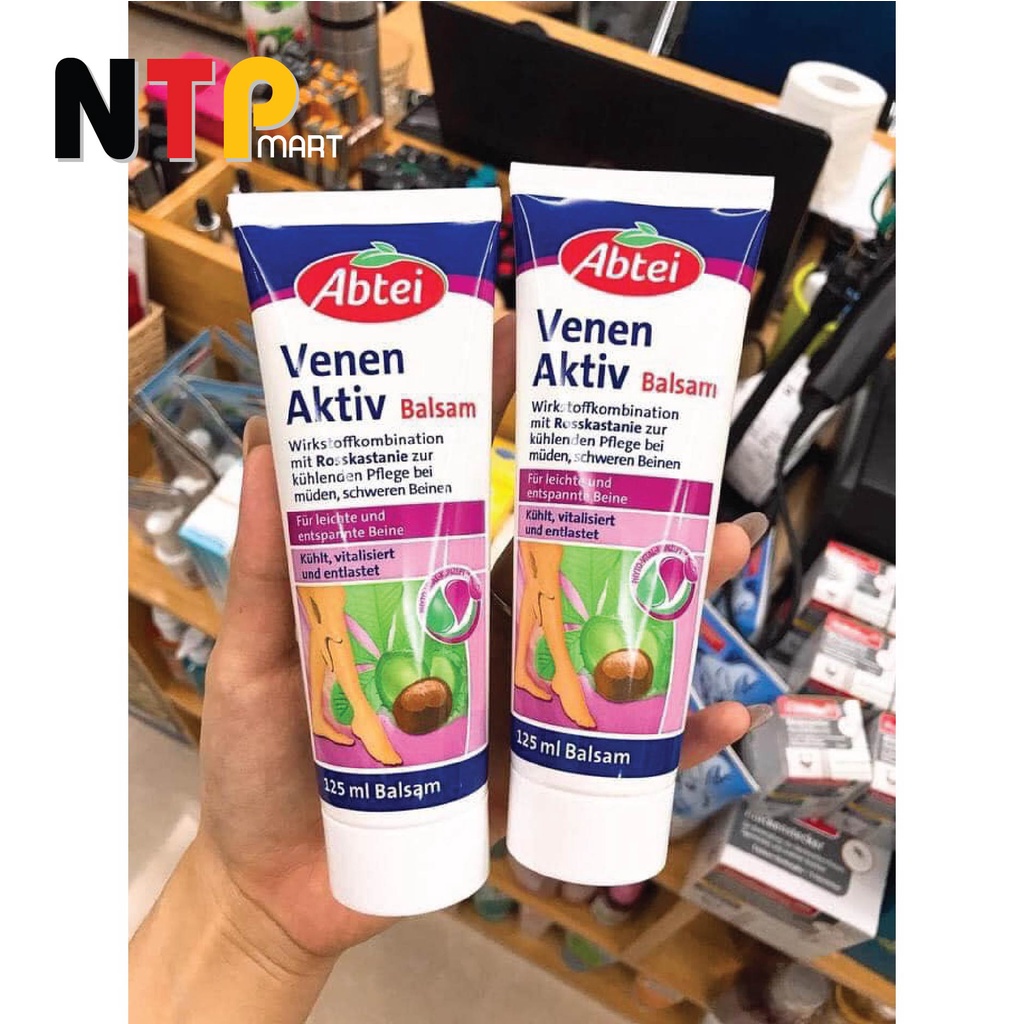 NTP
MART
Abtei
Venen
Aktiv Balsam
Wirkstoffkombination
mit Rosskastanie zur
kühlenden Pflege bei
müden, schweren Beinen
Für leichte und
entspannte Beine
Kühlt, vitalisiert
und entlastet
125 ml Balsam
Abtei
Venen
Aktiv Balsam
Wirkstoffkombination
mit Rosskastanie zur
kühlenden Pflege bei
müden, schweren Beinen
Für leichte und
entspannte Beine
Kühlt, vitalisiert
und entlastet
125 ml Balsam